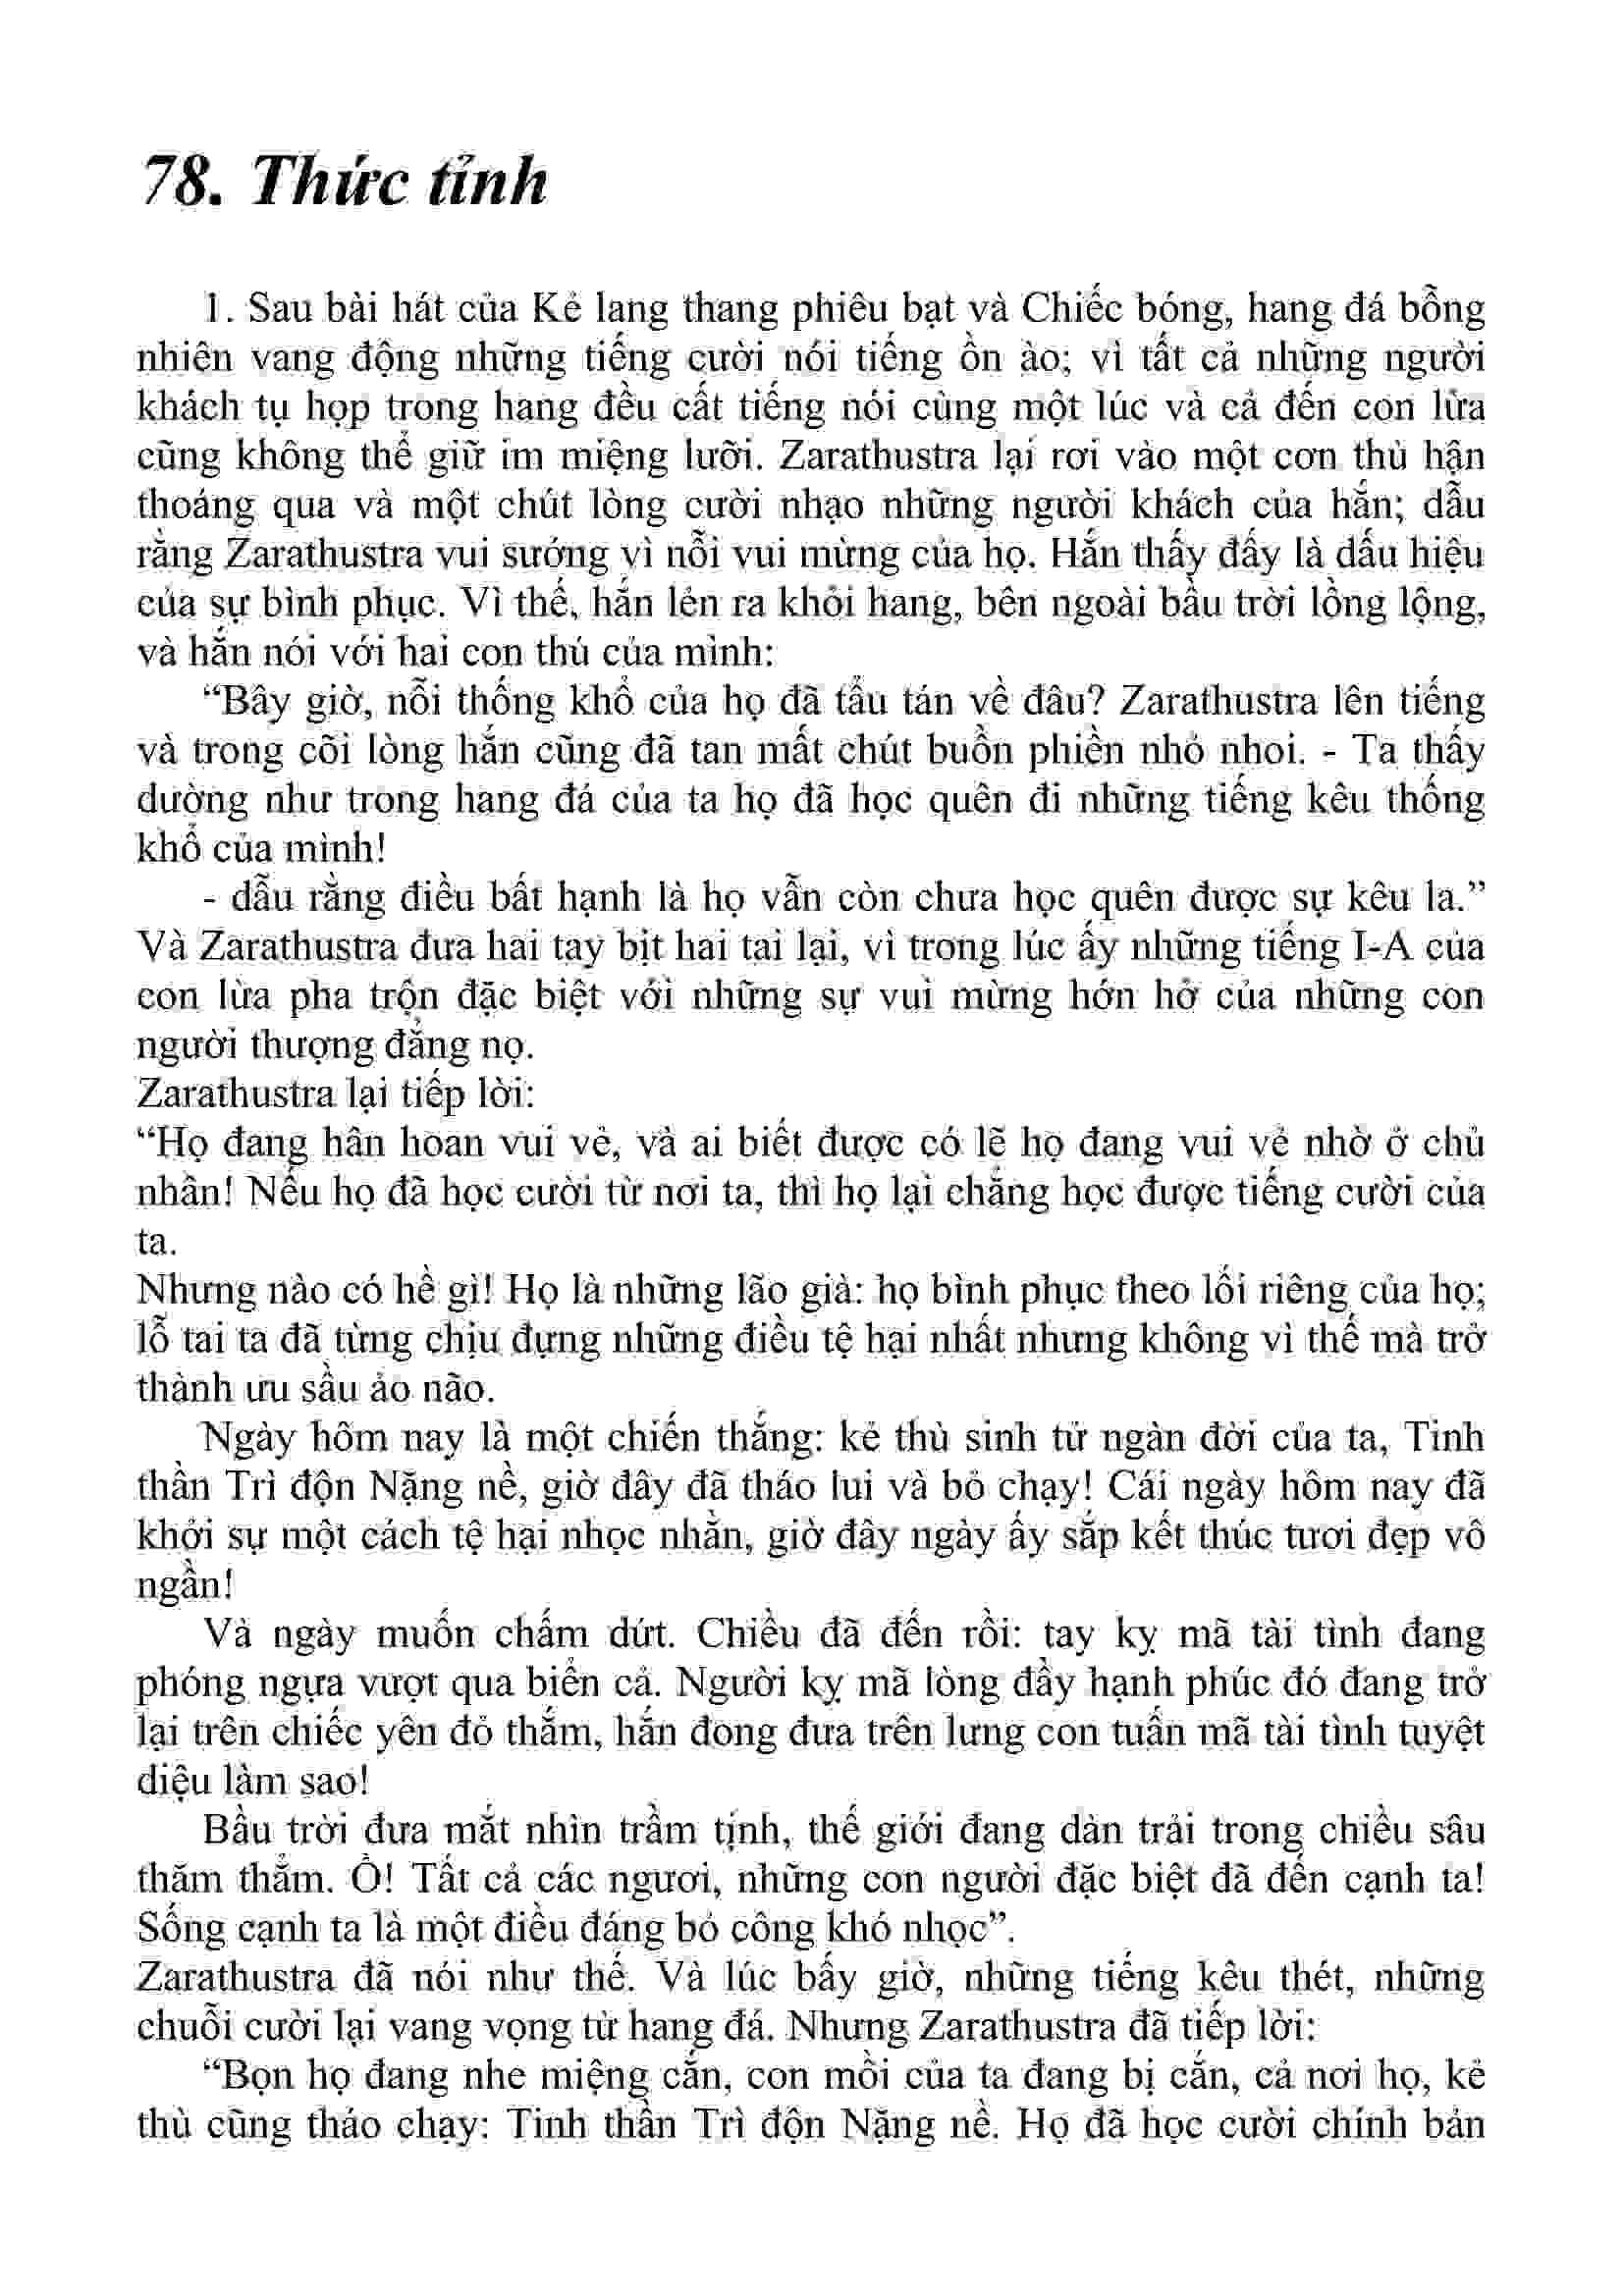 78. Thức tỉnh
1. Sau bài hát của Kẻ lang thang phiêu bạt và Chiếc bóng, hang đá bỗng
nhiên vang động những tiếng cười nói tiếng ồn ào; vì tất cả những người
khách tụ họp trong hang đều cất tiếng nói cùng một lúc và cả đến con lừa
cũng không thể giữ im miệng lưỡi. Zarathustra lại rơi vào một cơn thù hận
thoáng qua và một chút lòng cười nhạo những người khách của hắn; dẫu
rằng Zarathustra vui sướng vì nỗi vui mừng của họ. Hắn thấy đấy là dấu hiệu
của sự bình phục. Vì thế, hắn lẻn ra khỏi hang, bên ngoài bầu trời lồng lộng,
và hắn nói với hai con thú của mình:
“Bây giờ, nỗi thống khổ của họ đã tẩu tán về đâu? Zarathustra lên tiếng
và trong cõi lòng hắn cũng đã tan mất chút buồn phiền nhỏ nhoi. - Ta thấy
dường như trong hang đá của ta họ đã học quên đi những tiếng kêu thống
khổ của mình!
- dẫu rằng điều bất hạnh là họ vẫn còn chưa học quên được sự kêu la.”
Và Zarathustra đưa hai tay bịt hai tai lại, vì trong lúc ấy những tiếng I-A của
con lừa pha trộn đặc biệt với những sự vui mừng hớn hở của những con
người thượng đẳng nọ.
Zarathustra lại tiếp lời:
“Họ đang hân hoan vui vẻ, và ai biết được có lẽ họ đang vui vẻ nhờ ở chủ
nhân! Nếu họ đã học cười từ nơi ta, thì họ lại chẳng học được tiếng cười của
ta.
Nhưng nào có hề gì! Họ là những lão già: họ bình phục theo lối riêng của họ;
lỗ tai ta đã từng chịu đựng những điều tệ hại nhất nhưng không vì thế mà trở
thành ưu sầu ảo não.
Ngày hôm nay là một chiến thắng: kẻ thù sinh tử ngàn đời của ta, Tinh
thần Trì độn Nặng nề, giờ đây đã tháo lui và bỏ chạy! Cái ngày hôm nay đã
khởi sự một cách tệ hại nhọc nhằn, giờ đây ngày ấy sắp kết thúc tươi đẹp vô
ngần!
Và ngày muốn chấm dứt. Chiều đã đến rồi: tay kỵ mã tài tình đang
phóng ngựa vượt qua biển cả. Người kỵ mã lòng đầy hạnh phúc đó đang trở
lại trên chiếc yên đỏ thắm, hắn đong đưa trên lưng con tuấn mã tài tình tuyệt
diệu làm sao!
Bầu trời đưa mắt nhìn trầm tịnh, thế giới đang dàn trải trong chiều sâu
thăm thẳm. Ồ! Tất cả các ngươi, những con người đặc biệt đã đến cạnh ta!
Sống cạnh ta là một điều đáng bỏ công khó nhọc”.
Zarathustra đã nói như thế. Và lúc bấy giờ, những tiếng kêu thét, những
chuỗi cười lại vang vọng từ hang đá. Nhưng Zarathustra đã tiếp lời:
“Bọn họ đang nhe miệng cắn, con mồi của ta đang bị cắn, cả nơi họ, kẻ
thù cũng tháo chạy: Tinh thần Trì độn Nặng nề. Họ đã học cười chính bản